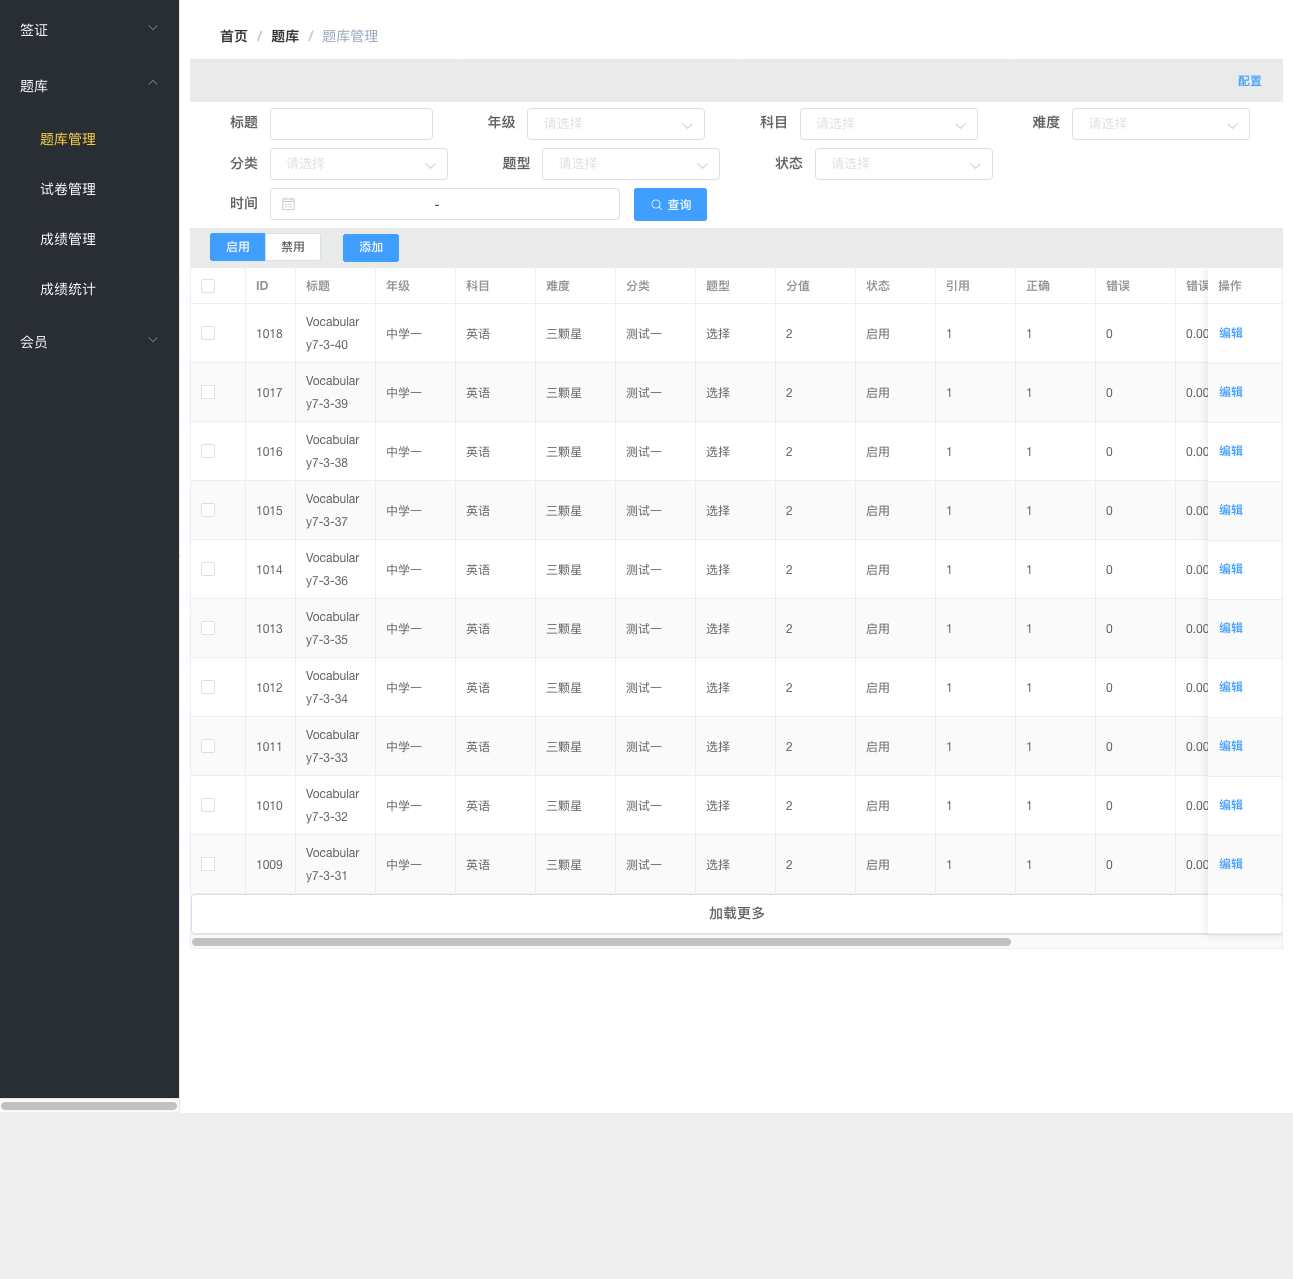 签证
题库
题库管理
试卷管理
成绩管理
成绩统计
会员
首页 / 题库 / 题库管理
配置
标题 年级 请选择 科目 请选择 难度 请选择
分类 请选择 题型 请选择 状态 请选择
时间 - 查询
启用 禁用 添加
ID 标题 年级 科目 难度 分类 题型 分值 状态 引用 正确 错误 错误 操作
1018 Vocabular 中学一 英语 三颗星 测试一 选择 2 启用 1 1 0 0.00 编辑
y7-3-40
1017 Vocabular 中学一 英语 三颗星 测试一 选择 2 启用 1 1 0 0.00 编辑
y7-3-39
1016 Vocabular 中学一 英语 三颗星 测试一 选择 2 启用 1 1 0 0.00 编辑
y7-3-38
1015 Vocabular 中学一 英语 三颗星 测试一 选择 2 启用 1 1 0 0.00 编辑
y7-3-37
1014 Vocabular 中学一 英语 三颗星 测试一 选择 2 启用 1 1 0 0.00 编辑
y7-3-36
1013 Vocabular 中学一 英语 三颗星 测试一 选择 2 启用 1 1 0 0.00 编辑
y7-3-35
1012 Vocabular 中学一 英语 三颗星 测试一 选择 2 启用 1 1 0 0.00 编辑
y7-3-34
1011 Vocabular 中学一 英语 三颗星 测试一 选择 2 启用 1 1 0 0.00 编辑
y7-3-33
1010 Vocabular 中学一 英语 三颗星 测试一 选择 2 启用 1 1 0 0.00 编辑
y7-3-32
1009 Vocabular 中学一 英语 三颗星 测试一 选择 2 启用 1 1 0 0.00 编辑
y7-3-31
加载更多